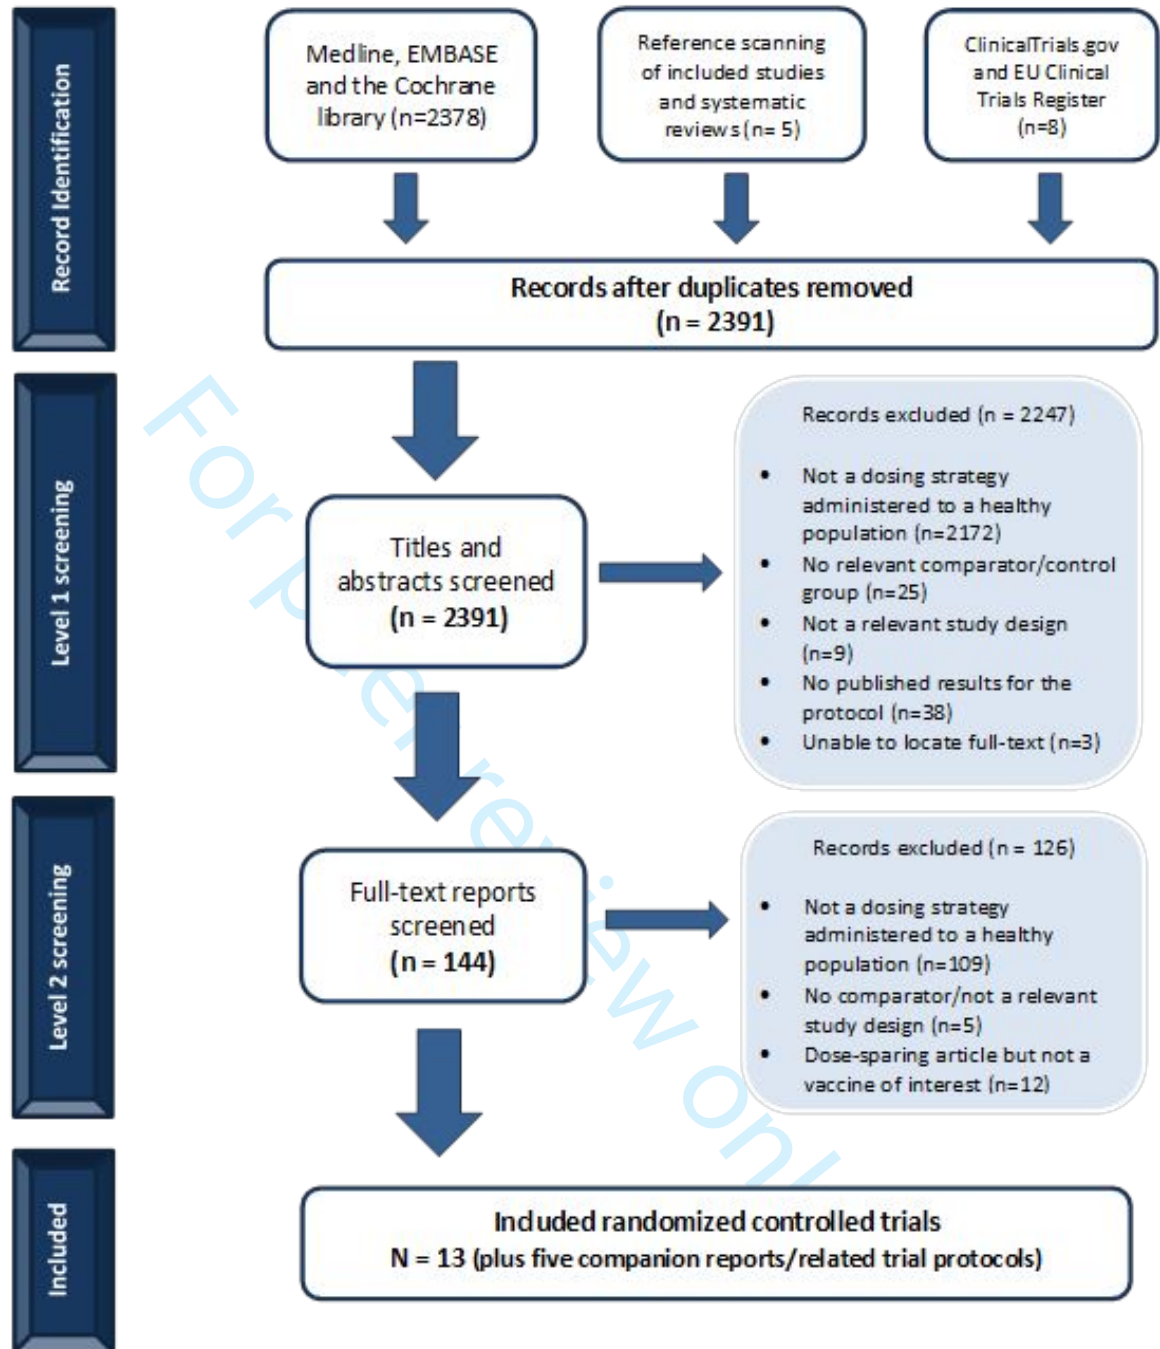 Record Identification
Medline, EMBASE
and the Cochrane
library (n=2378)
Reference scanning
of included studies
and systematic
reviews (n= 5)
ClinicalTrials.gov
and EU Clinical
Trials Register
(n=8)
Records after duplicates removed
(n = 2391)
Level 1 screening
Titles and
abstracts screened
(n = 2391)
Records excluded (n = 2247)
• Not a dosing strategy
administered to a healthy
population (n=2172)
• No relevant comparator/control
group (n=25)
• Not a relevant study design
(n=9)
• No published results for the
protocol (n=38)
• Unable to locate full-text (n=3)
Level 2 screening
Full-text reports
screened
(n = 144)
Records excluded (n = 126)
• Not a dosing strategy
administered to a healthy
population (n=109)
• No comparator/not a relevant
study design (n=5)
• Dose-sparing article but not a
vaccine of interest (n=12)
Included
Included randomized controlled trials
N = 13 (plus five companion reports/related trial protocols)
For peer review only